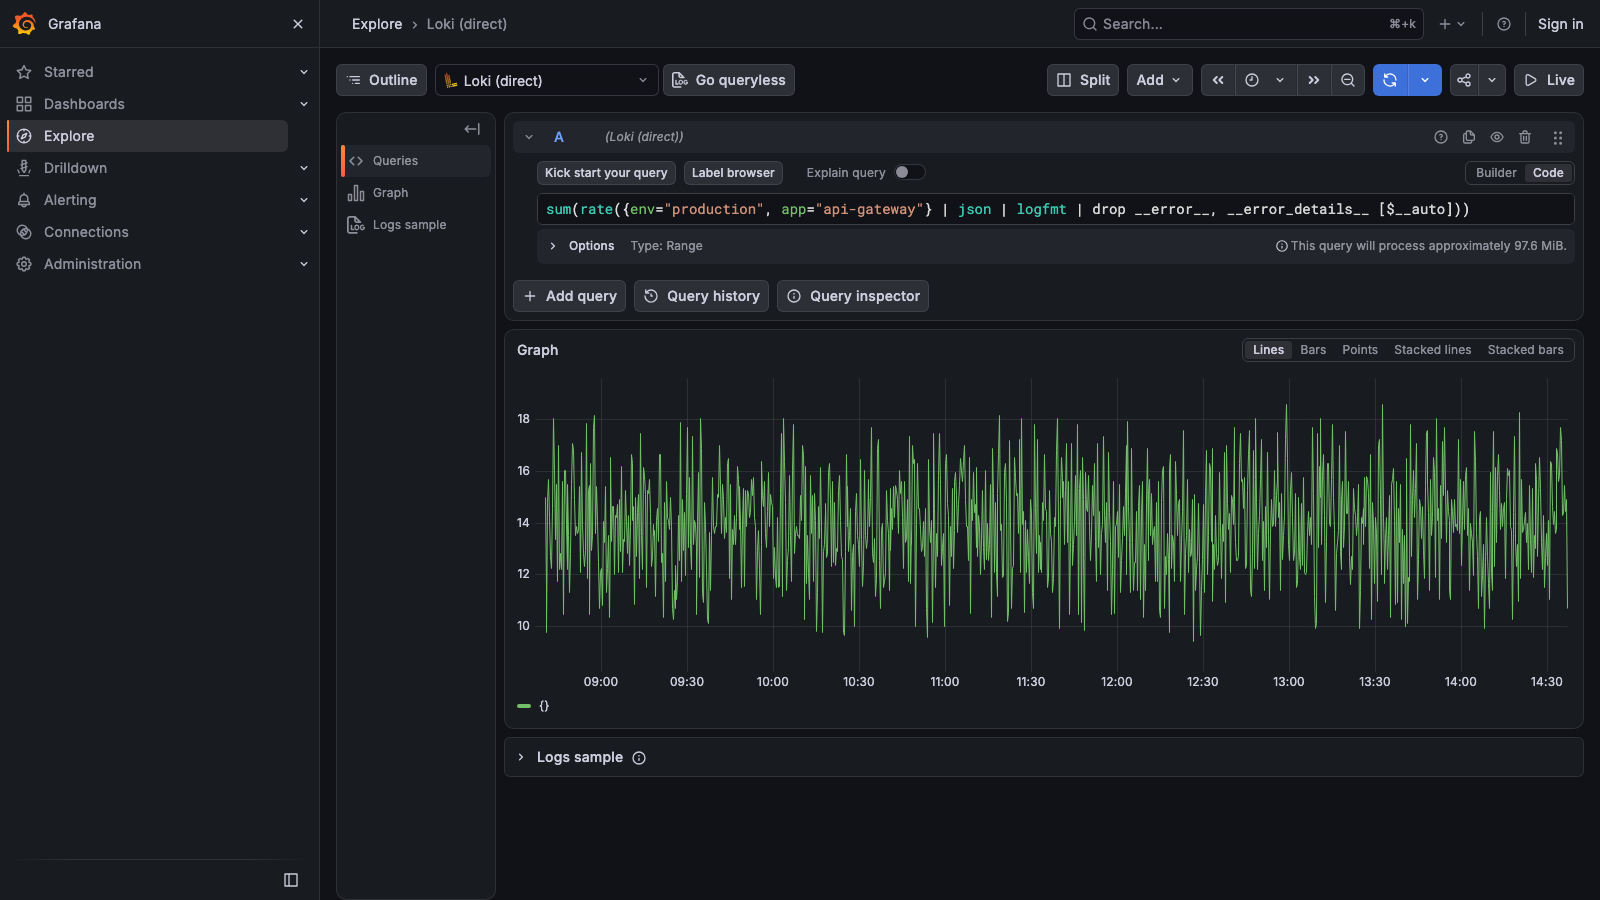 Grafana
Explore › Loki (direct)
Search...
⌘+k
Sign in
Starred
Dashboards
Explore
Drilldown
Alerting
Connections
Administration
Outline
Loki (direct)
Go queryless
Split
Add
Live
Queries
Graph
Logs sample
A (Loki (direct))
Kick start your query
Label browser
Explain query
Builder
Code
sum(rate({env="production", app="api-gateway"} | json | logfmt | drop __error__, __error_details__ [$__auto]))
Options Type: Range
This query will process approximately 97.6 MiB.
Add query
Query history
Query inspector
Graph
Lines Bars Points Stacked lines Stacked bars
18
16
14
12
10
09:00 09:30 10:00 10:30 11:00 11:30 12:00 12:30 13:00 13:30 14:00 14:30
{}
Logs sample